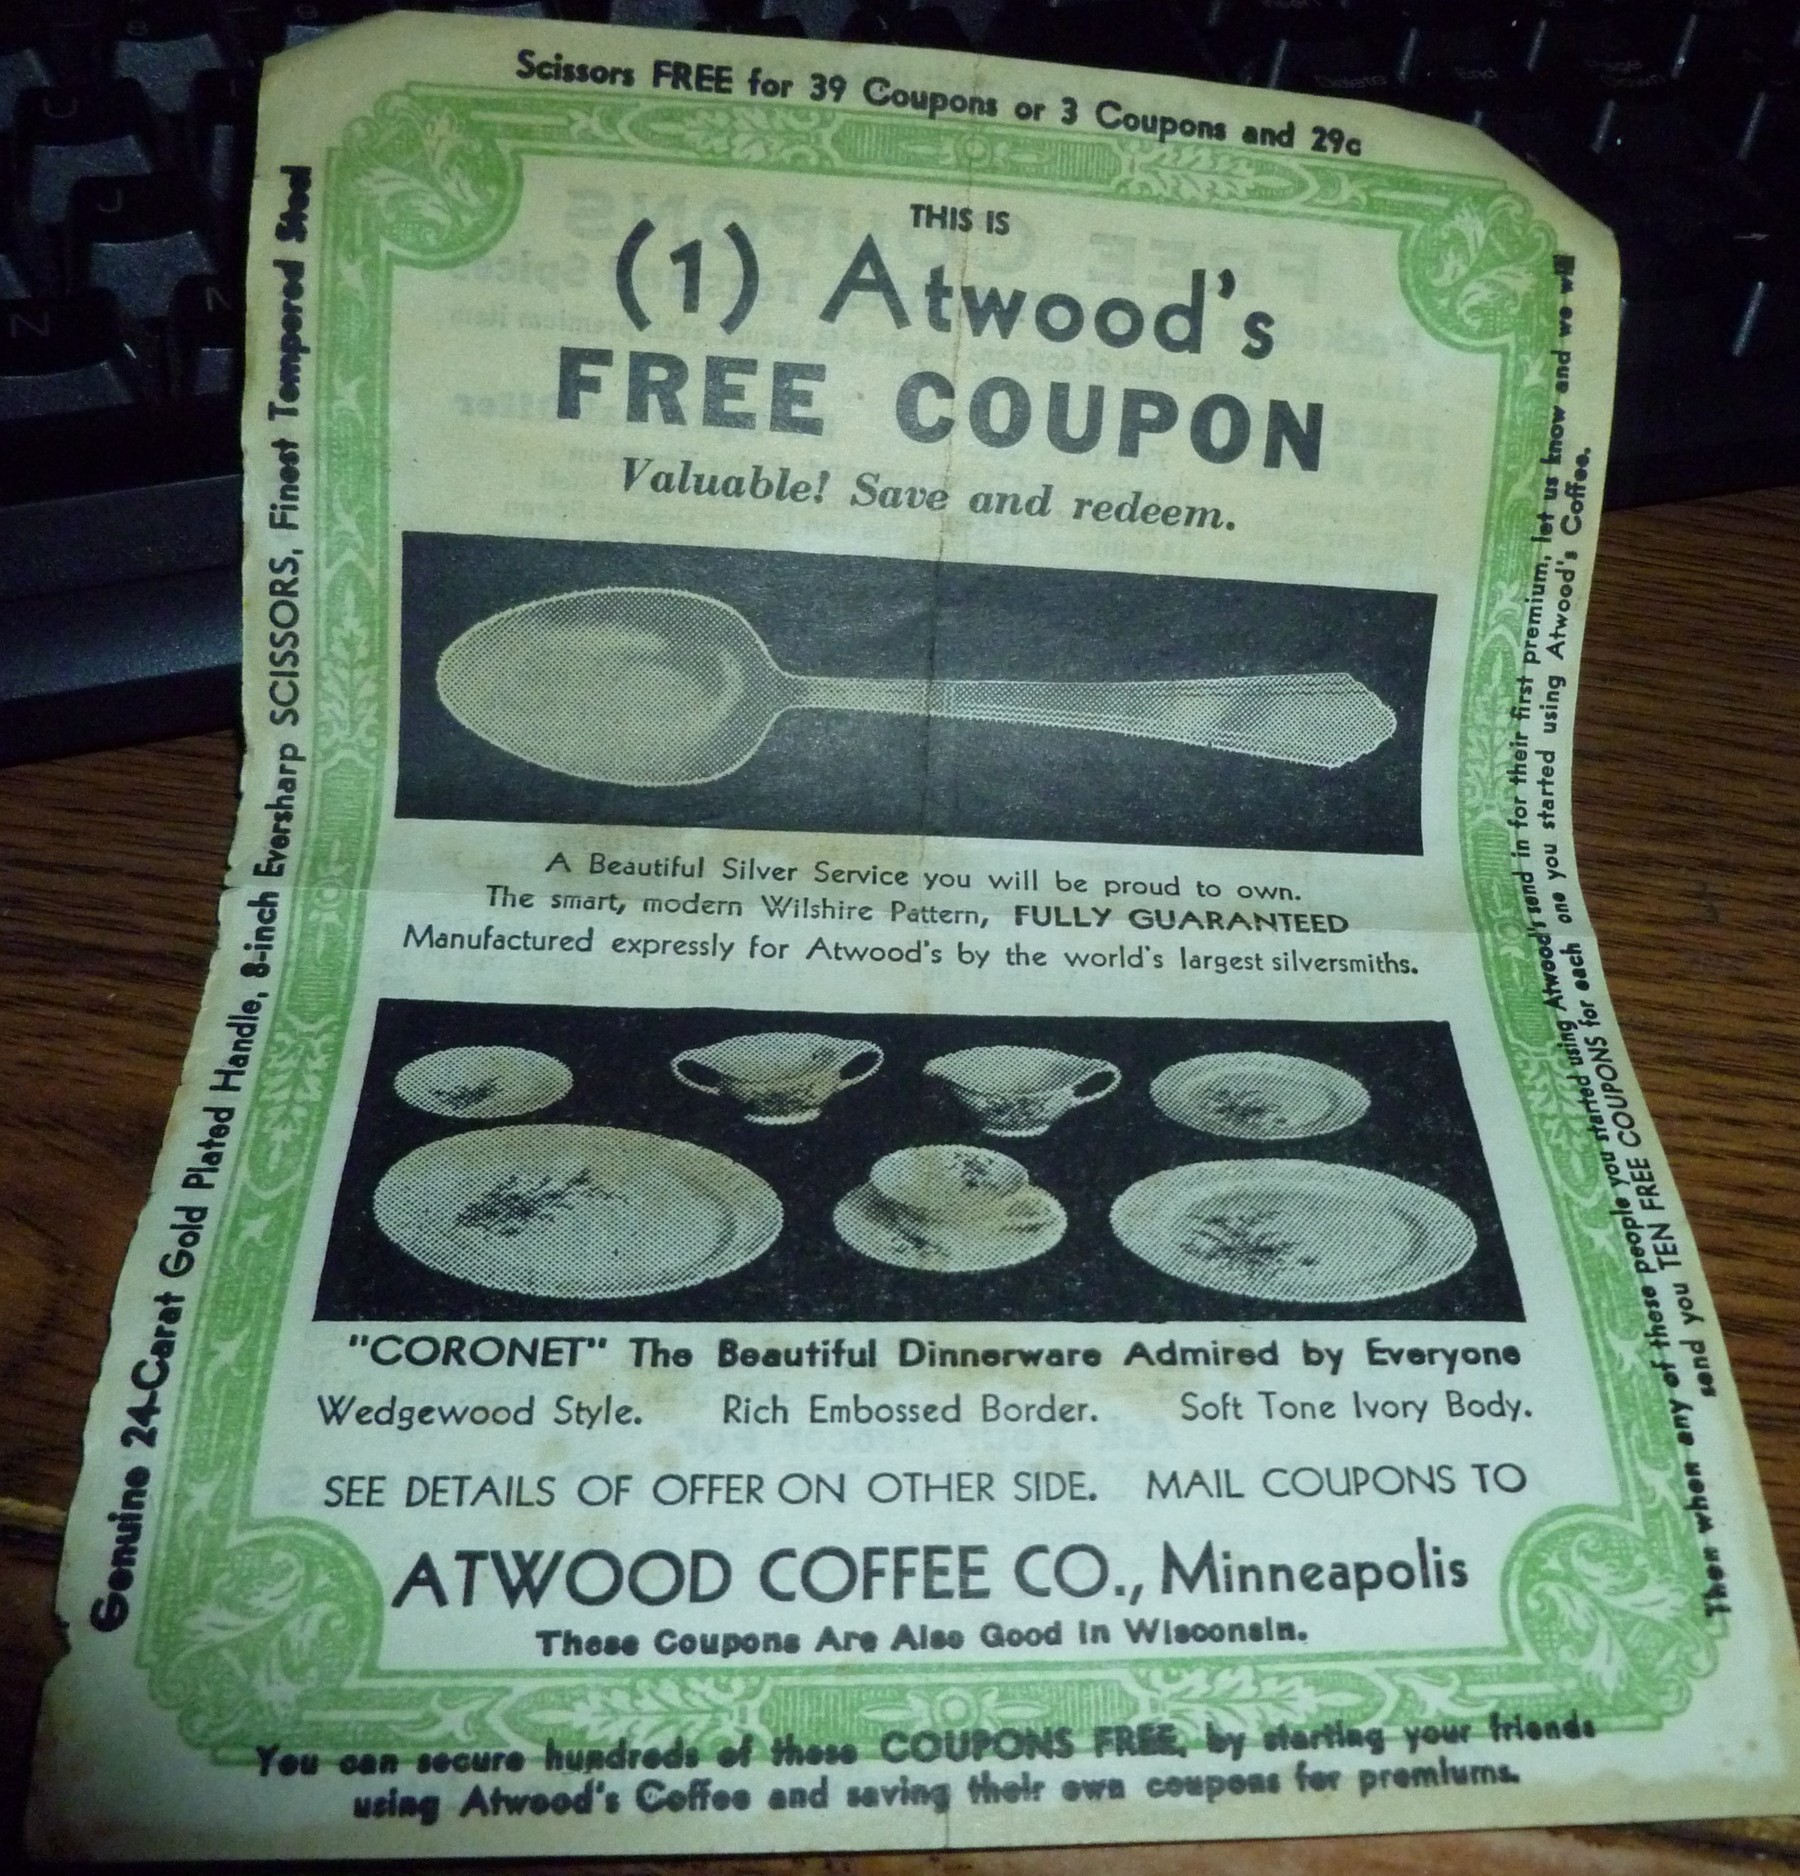 Scissors FREE for 39 Coupons or 3 Coupons and 29c
THIS IS
(1) Atwood's
FREE COUPON
Valuable! Save and redeem.
A Beautiful Silver Service you will be proud to own.
The smart, modern Wilshire Pattern, FULLY GUARANTEED
Manufactured expressly for Atwood's by the world's largest silversmiths.
"CORONET" The Beautiful Dinnerware Admired by Everyone
Wedgewood Style. Rich Embossed Border. Soft Tone Ivory Body.
SEE DETAILS OF OFFER ON OTHER SIDE. MAIL COUPONS TO
ATWOOD COFFEE CO., Minneapolis
These Coupons Are Also Good in Wisconsin.
You can secure hundreds of these COUPONS FREE, by starting your friends
using Atwood's Coffee and saving their own coupons for premiums.
Genuine 24-Carat Gold Plated Handle, 8-inch Eversharp SCISSORS, Finest Tempered Steel
Then when any of these people you started using Atwood's send in for their first premium, let us know and we will
send you TEN FREE COUPONS for each one you started using Atwood's Coffee.
Delete
End
Page
Down
U
J
N